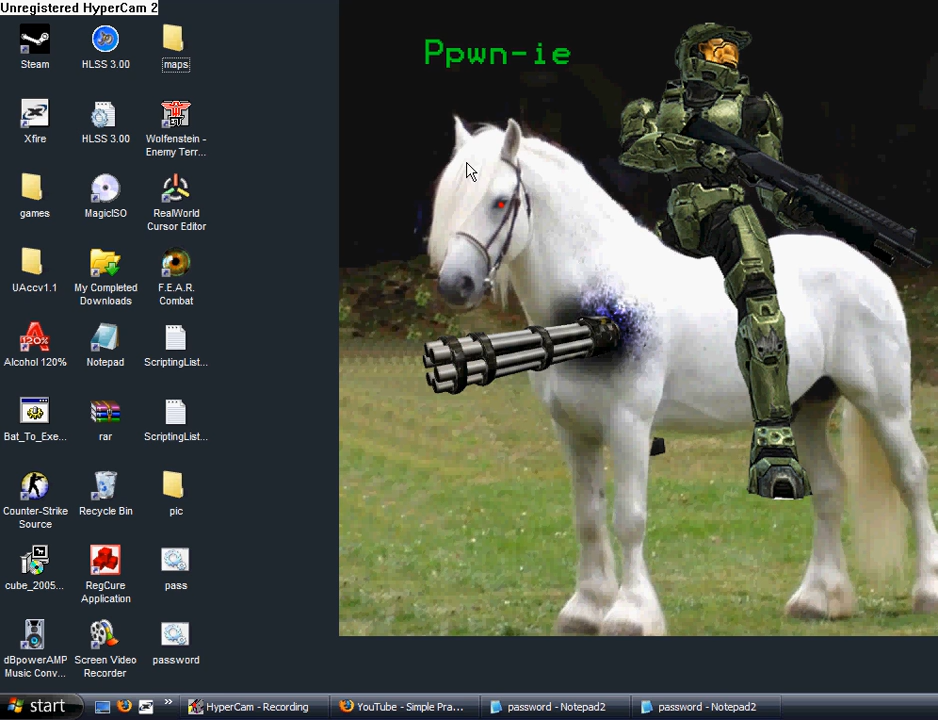 Unregistered HyperCam 2
Ppwn-ie
Steam
HLSS 3.00
maps
Xfire
HLSS 3.00
Wolfenstein -
Enemy Terr...
games
MagicISO
RealWorld
Cursor Editor
UAccv1.1
My Completed
Downloads
F.E.A.R.
Combat
120%
Alcohol 120%
Notepad
ScriptingList...
Bat_To_Exe...
rar
ScriptingList...
Counter-Strike
Source
Recycle Bin
pic
cube_2005...
RegCure
Application
pass
dBpowerAMP
Music Conv...
Screen Video
Recorder
password
start
HyperCam - Recording
YouTube - Simple Pra...
password - Notepad2
password - Notepad2